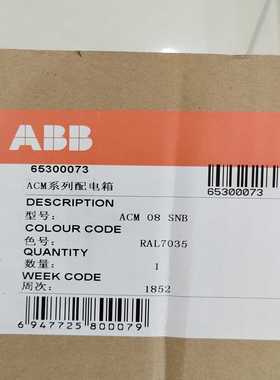 ABB
65300073
ACM系列配电箱
65300073
DESCRIPTION
型号: ACM 08 SNB
COLOUR CODE
色号: RAL7035
QUANTITY
数量: 1
WEEK CODE
周次: 1852
6 947725 800079